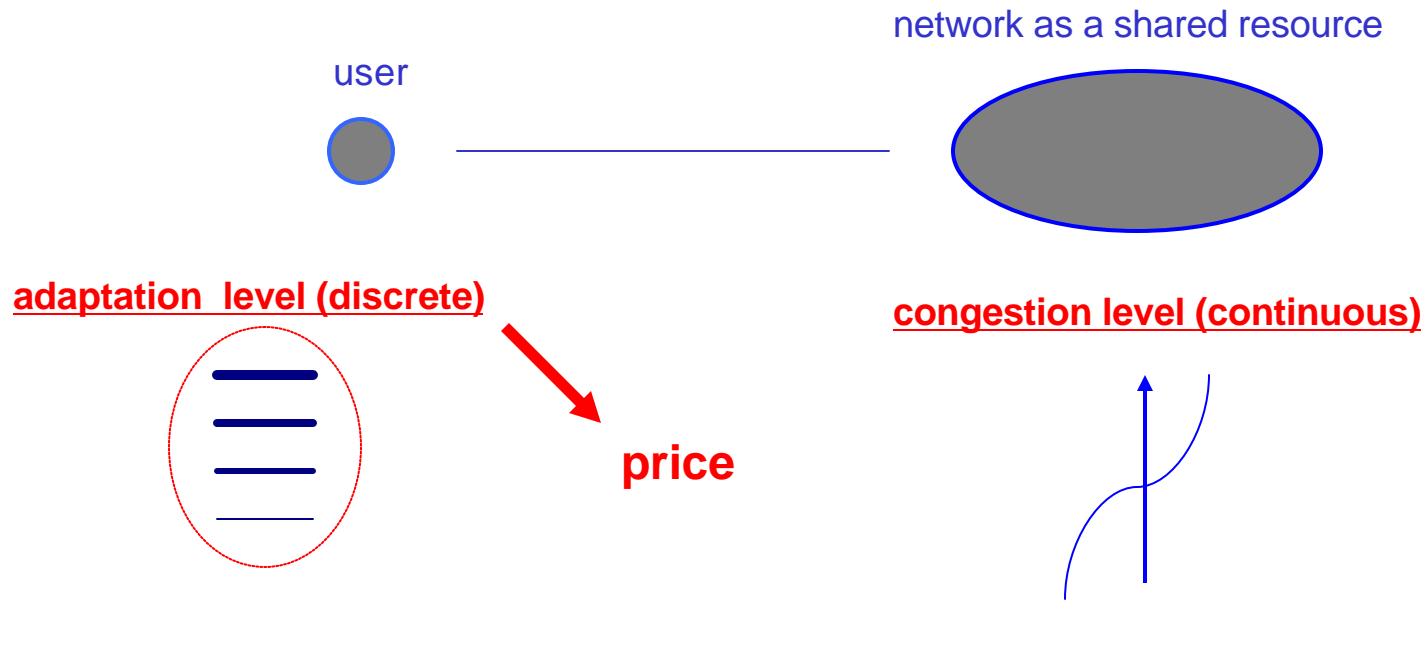 network as a shared resource
user
adaptation  level (discrete)
congestion level (continuous)
price